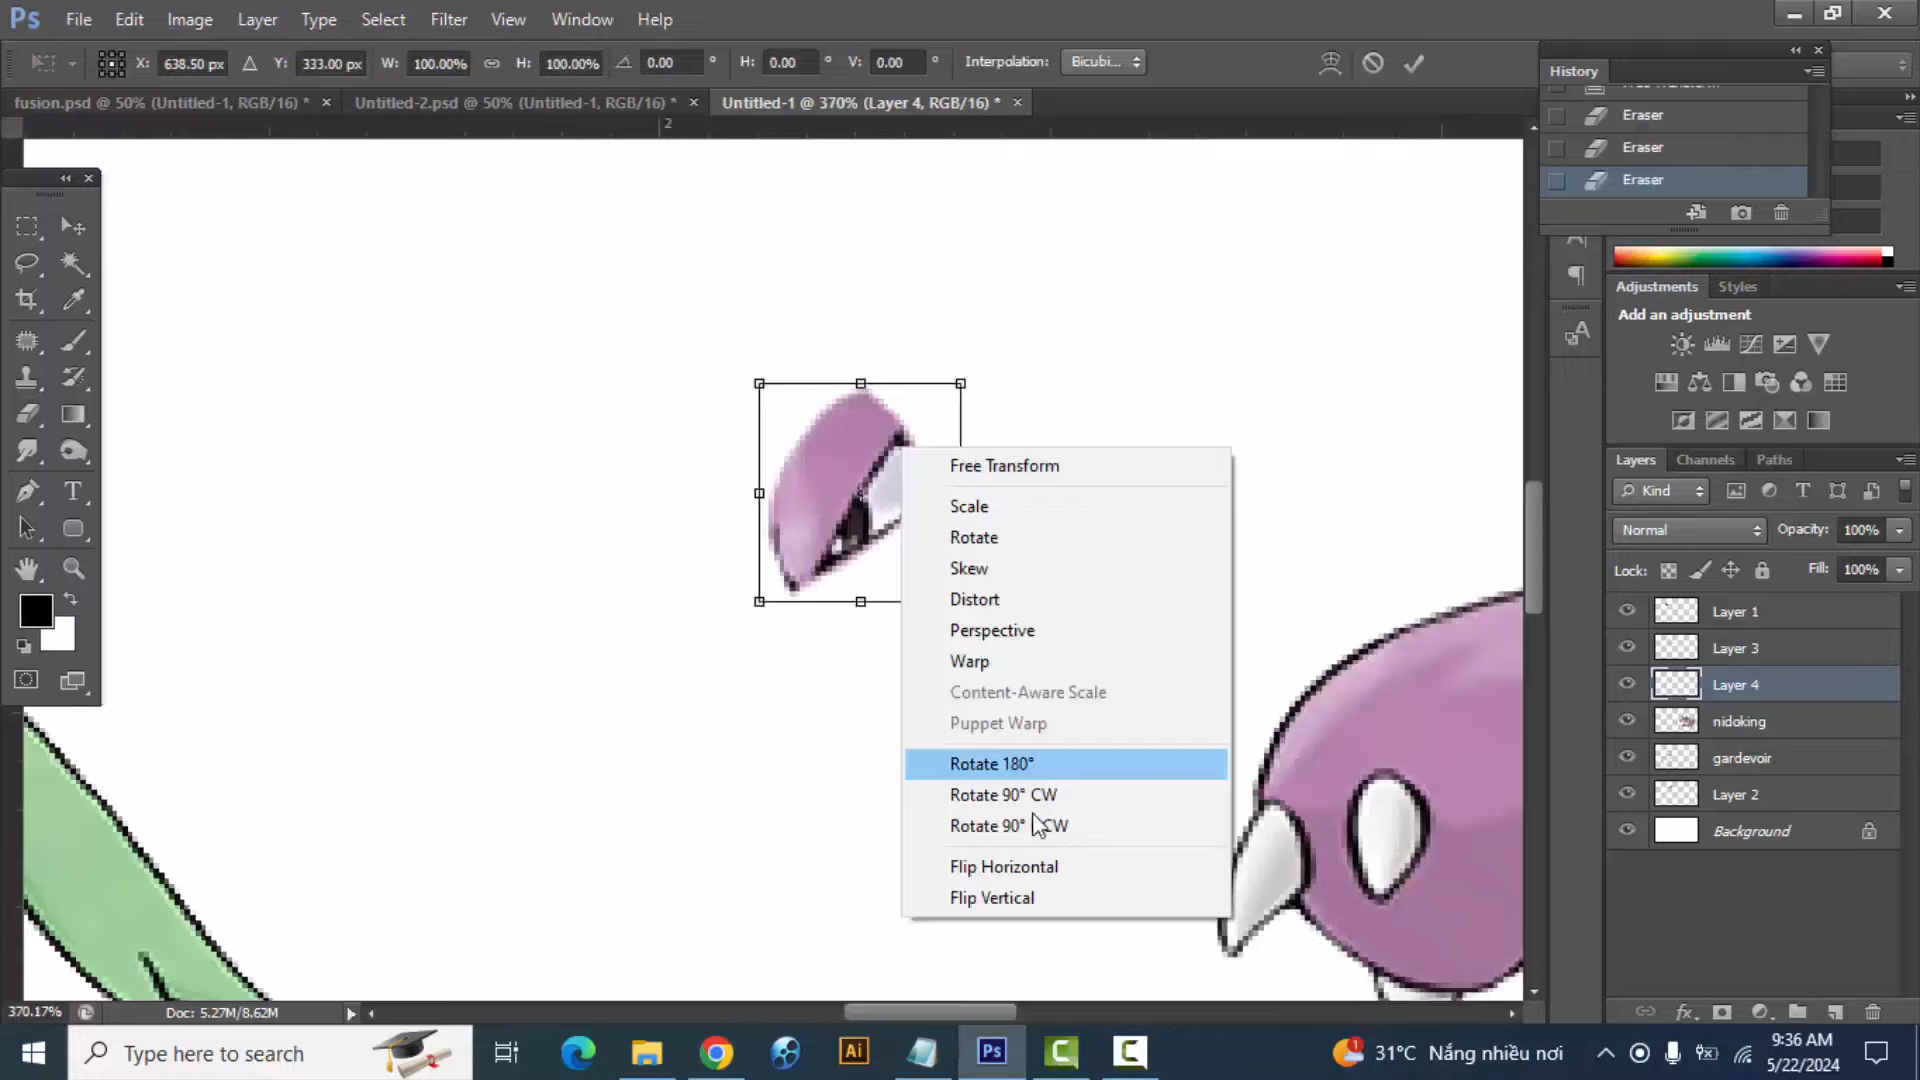 Ps File Edit Image Layer Type Select Filter View Window Help
X: 638.50 px Y: 333.00 px W: 100.00% H: 100.00% 0.00 ° H: 0.00 ° V: 0.00 ° Interpolation: Bicubi...
History
fusion.psd @ 50% (Untitled-1, RGB/16) * × Untitled-2.psd @ 50% (Untitled-1, RGB/16) * × Untitled-1 @ 370% (Layer 4, RGB/16) * ×
2
Eraser
Eraser
Eraser
Adjustments Styles
Add an adjustment
Layers Channels Paths
Kind
Normal Opacity: 100%
Lock: Fill: 100%
Layer 1
Layer 3
Layer 4
nidoking
gardevoir
Layer 2
Background
Free Transform
Scale
Rotate
Skew
Distort
Perspective
Warp
Content-Aware Scale
Puppet Warp
Rotate 180°
Rotate 90° CW
Rotate 90° CW
Flip Horizontal
Flip Vertical
370.17% Doc: 5.27M/8.62M
Type here to search
Ai
Ps
1
31°C Nắng nhiều nơi
9:36 AM
5/22/2024